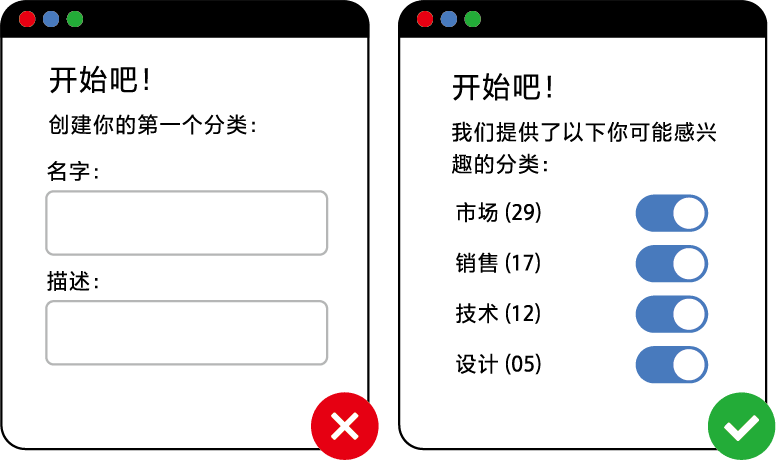 开始吧！
创建你的第一个分类：
名字：
描述：
开始吧！
我们提供了以下你可能感兴
趣的分类：
市场 (29)
销售 (17)
技术 (12)
设计 (05)